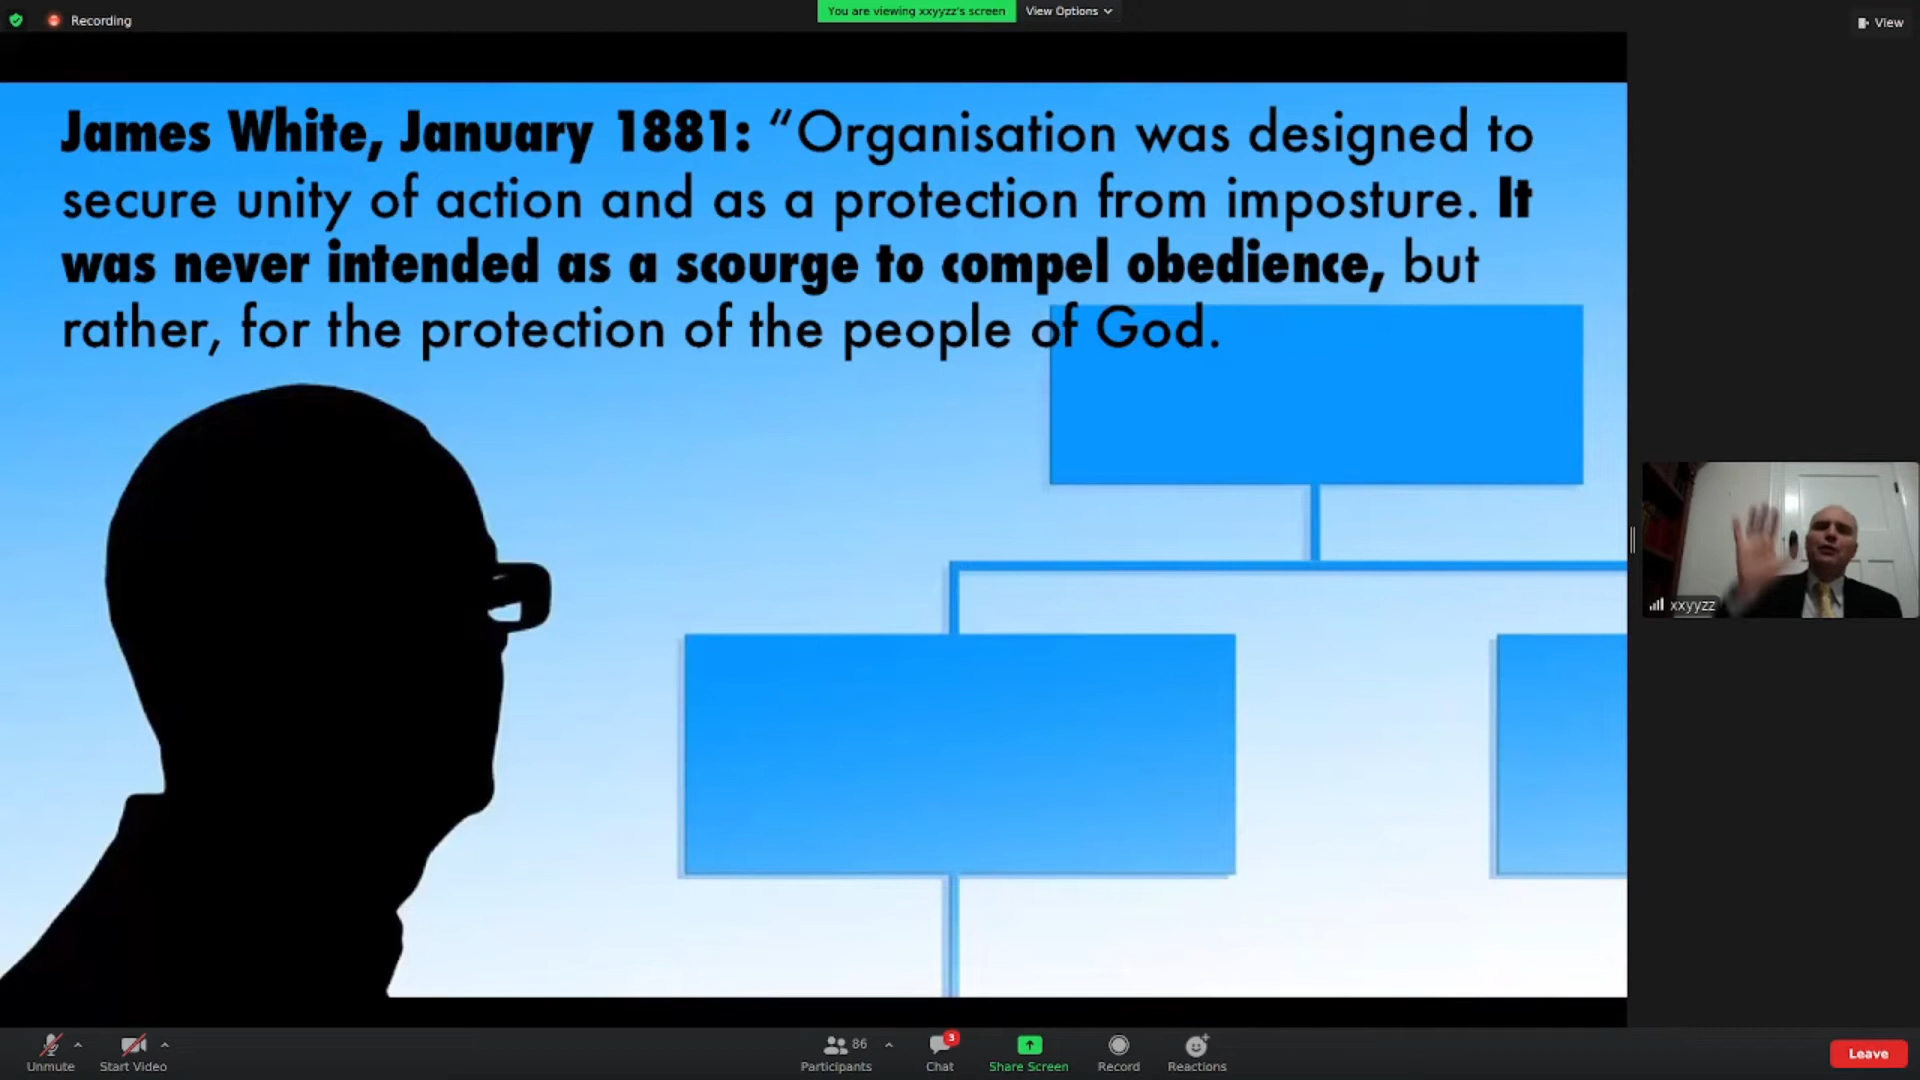 Recording
You are viewing xxyyzz's screen
View Options
View
James White, January 1881: “Organisation was designed to
secure unity of action and as a protection from imposture. It
was never intended as a scourge to compel obedience, but
rather, for the protection of the people of God.
xxyyzz
Unmute
Start Video
86
Participants
3
Chat
Share Screen
Record
Reactions
Leave